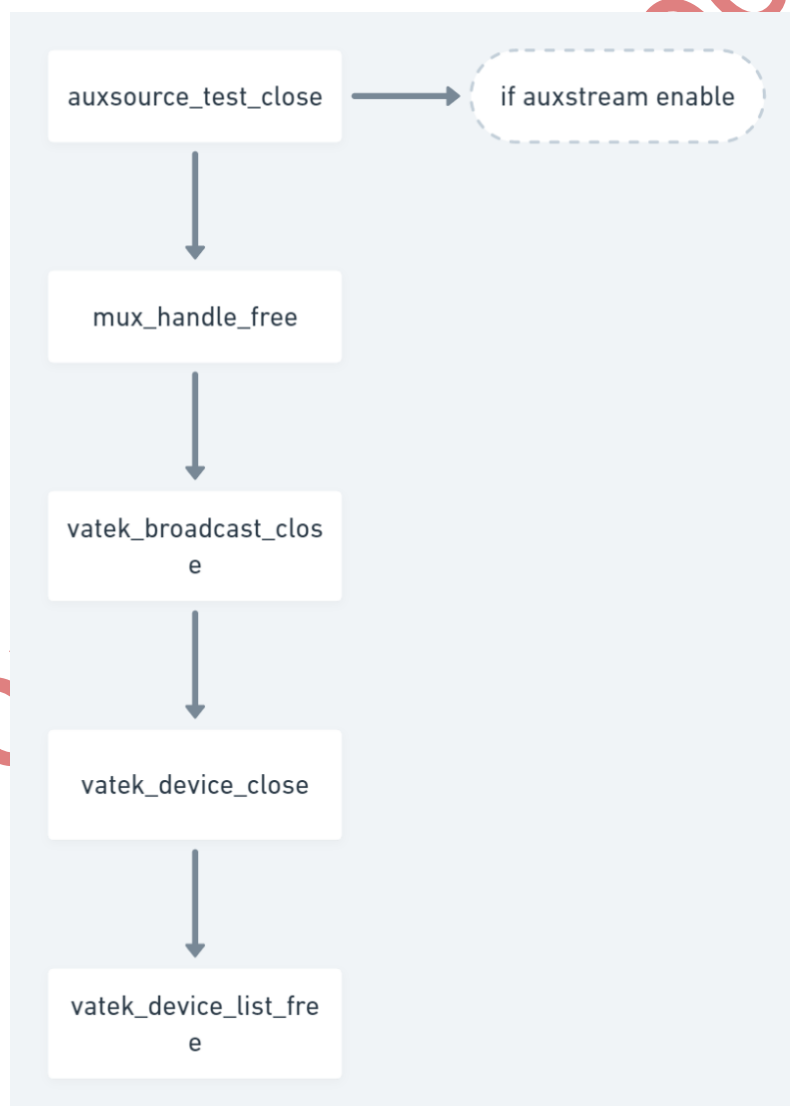 auxsource_test_close
if auxstream enable
mux_handle_free
vatek_broadcast_clos
e
vatek_device_close
vatek_device_list_fre
e